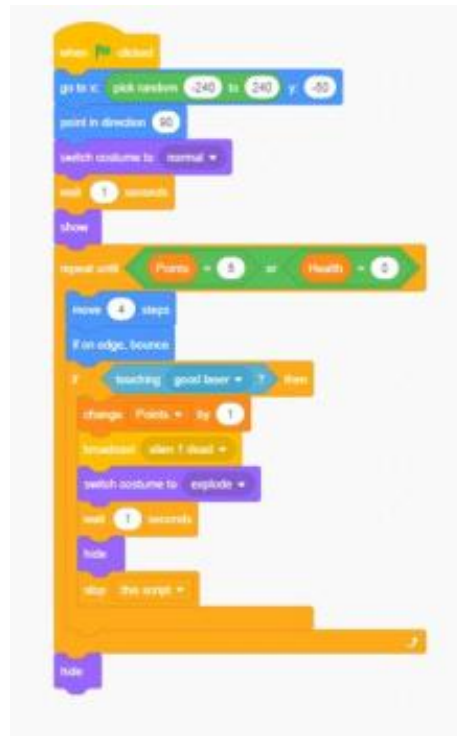 when clicked
go to x: pick random -240 to 240 y: -50
point in direction 90
switch costume to normal
wait 1 seconds
show
repeat until Points = 5 or Health = 0
move 4 steps
if on edge, bounce
if touching good laser ? then
change Points by 1
broadcast alien 1 dead
switch costume to explode
wait 1 seconds
hide
stop this script
hide